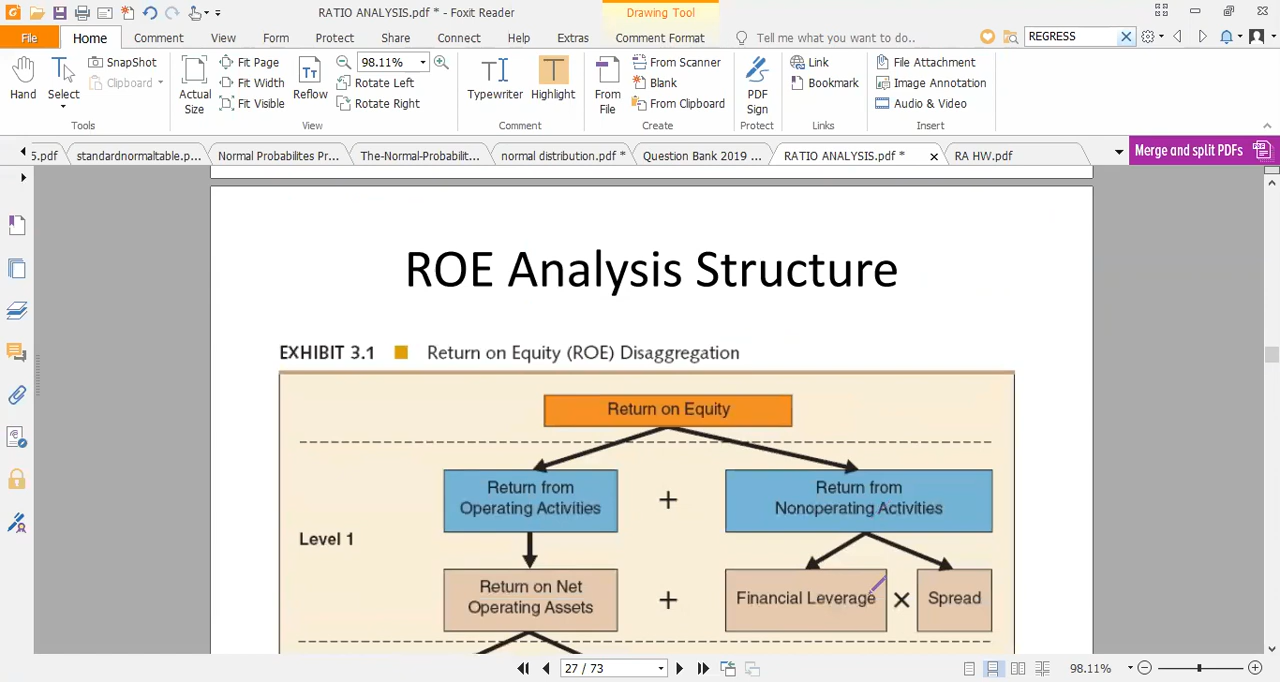 RATIO ANALYSIS.pdf * - Foxit Reader
Drawing Tool
File
Home
Comment
View
Form
Protect
Share
Connect
Help
Extras
Comment Format
Tell me what you want to do..
REGRESS
Hand
Select
SnapShot
Clipboard
Tools
Actual Size
Fit Page
Fit Width
Fit Visible
Reflow
98.11%
Rotate Left
Rotate Right
View
Typewriter
Highlight
Comment
From File
From Scanner
Blank
From Clipboard
Create
PDF Sign
Protect
Link
Bookmark
Links
File Attachment
Image Annotation
Audio & Video
Insert
5.pdf
standardnormaltable.p...
Normal Probabilites Pr...
The-Normal-Probabilit...
normal distribution.pdf *
Question Bank 2019 ...
RATIO ANALYSIS.pdf *
RA HW.pdf
Merge and split PDFs
ROE Analysis Structure
EXHIBIT 3.1 Return on Equity (ROE) Disaggregation
Return on Equity
Return from
Operating Activities
+
Return from
Nonoperating Activities
Level 1
Return on Net
Operating Assets
+
Financial Leverage
×
Spread
27 / 73
98.11%